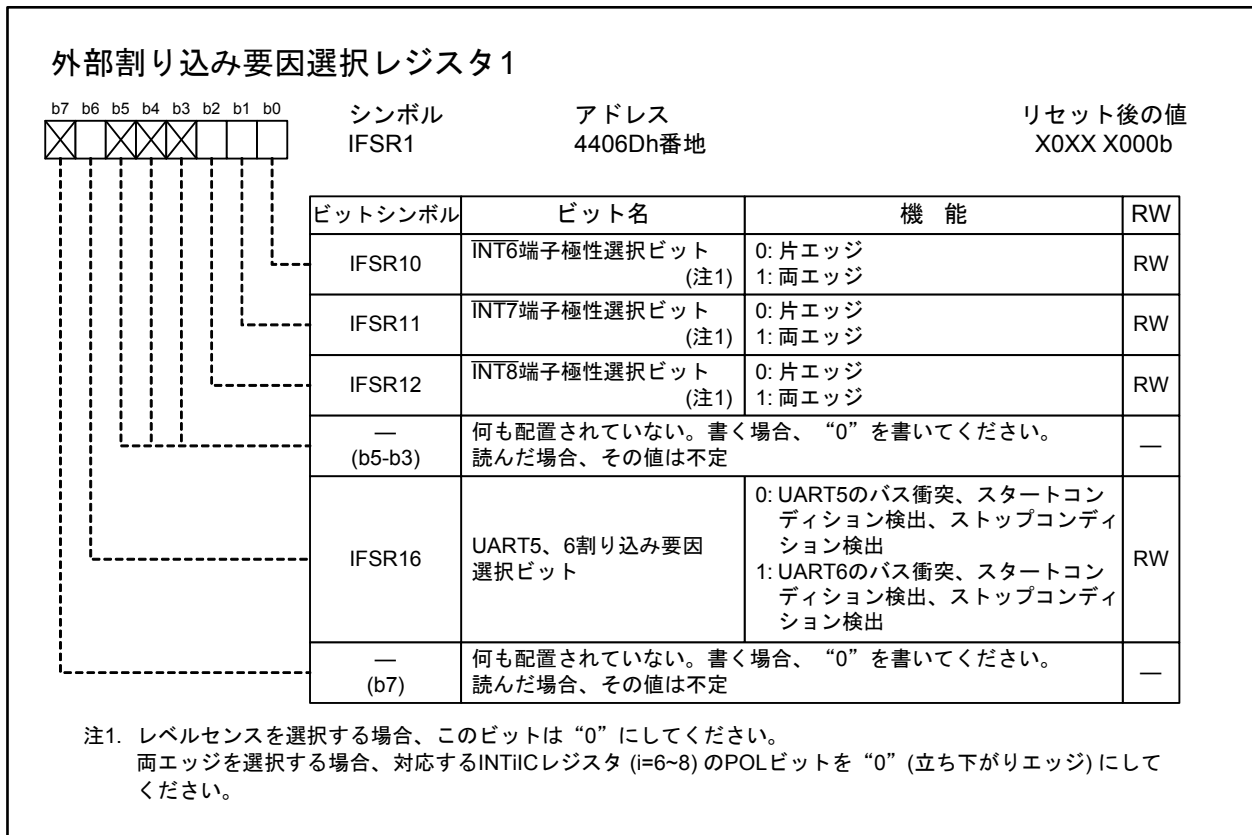 外部割り込み要因選択レジスタ1
b7 b6 b5 b4 b3 b2 b1 b0
シンボル
IFSR1
アドレス
4406Dh番地
リセット後の値
X0XX X000b
ビットシンボル ビット名 機 能 RW
IFSR10
INT6端子極性選択ビット
(注1)
0: 片エッジ
1: 両エッジ
RW
IFSR11
INT7端子極性選択ビット
(注1)
0: 片エッジ
1: 両エッジ
RW
IFSR12
INT8端子極性選択ビット
(注1)
0: 片エッジ
1: 両エッジ
RW
—
(b5-b3)
何も配置されていない。書く場合、“0”を書いてください。
読んだ場合、その値は不定
—
IFSR16
UART5、6割り込み要因
選択ビット
0: UART5のバス衝突、スタートコン
ディション検出、ストップコンディ
ション検出
1: UART6のバス衝突、スタートコン
ディション検出、ストップコンディ
ション検出
RW
—
(b7)
何も配置されていない。書く場合、“0”を書いてください。
読んだ場合、その値は不定
—
注1. レベルセンスを選択する場合、このビットは“0”にしてください。
両エッジを選択する場合、対応するINTiICレジスタ (i=6~8) のPOLビットを“0”(立ち下がりエッジ) にして
ください。